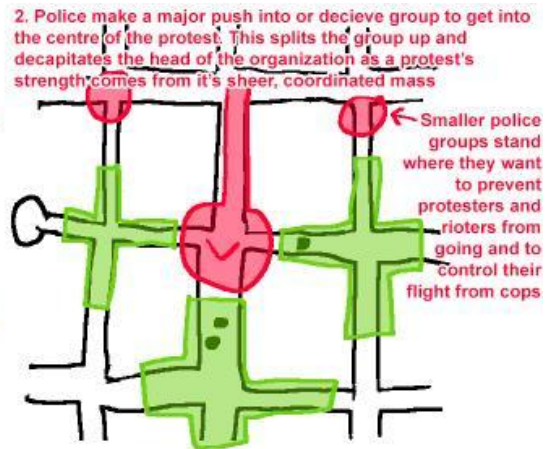 2. Police make a major push into or decieve group to get into
the centre of the protest. This splits the group up and
decapitates the head of the organization as a protest's
strength comes from it's sheer, coordinated mass
Smaller police
groups stand
where they want
to prevent
protesters and
rioters from
going and to
control their
flight from cops